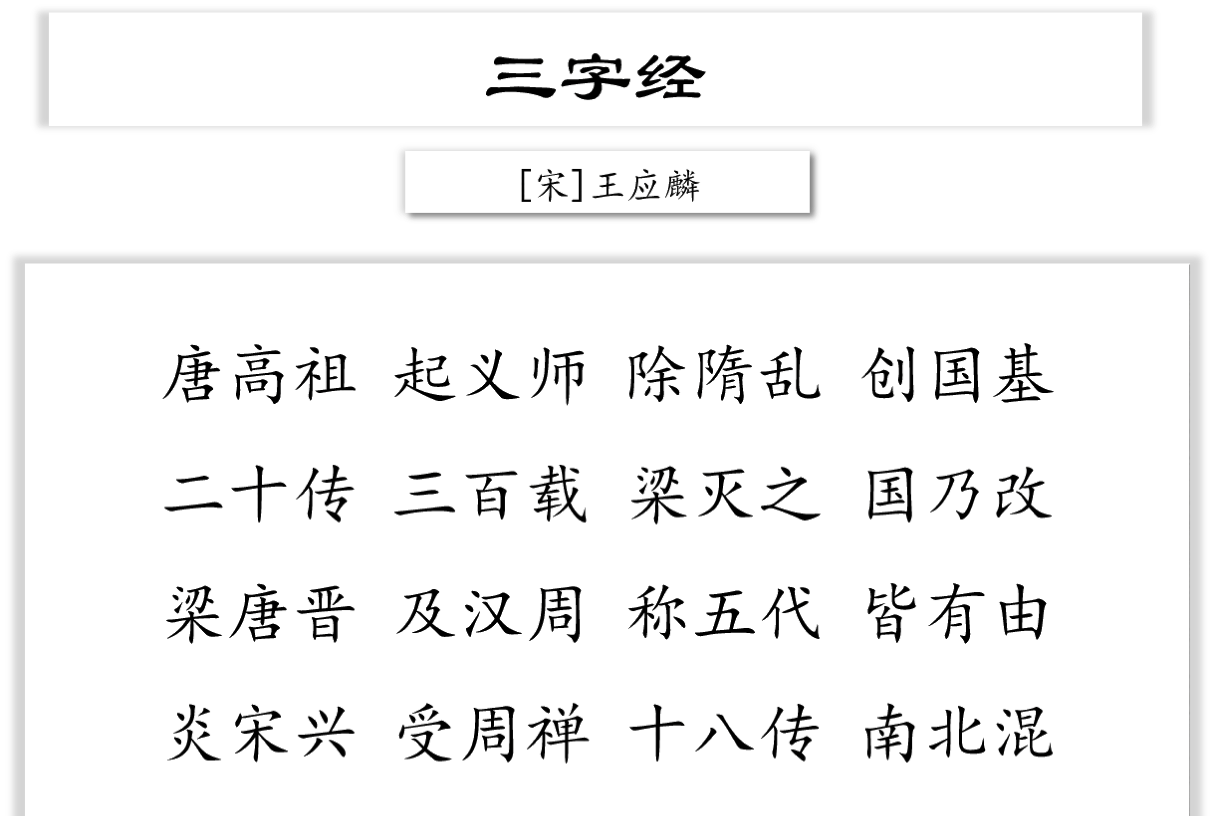 三字经
[宋]王应麟
唐高祖 起义师 除隋乱 创国基
二十传 三百载 梁灭之 国乃改
梁唐晋 及汉周 称五代 皆有由
炎宋兴 受周禅 十八传 南北混